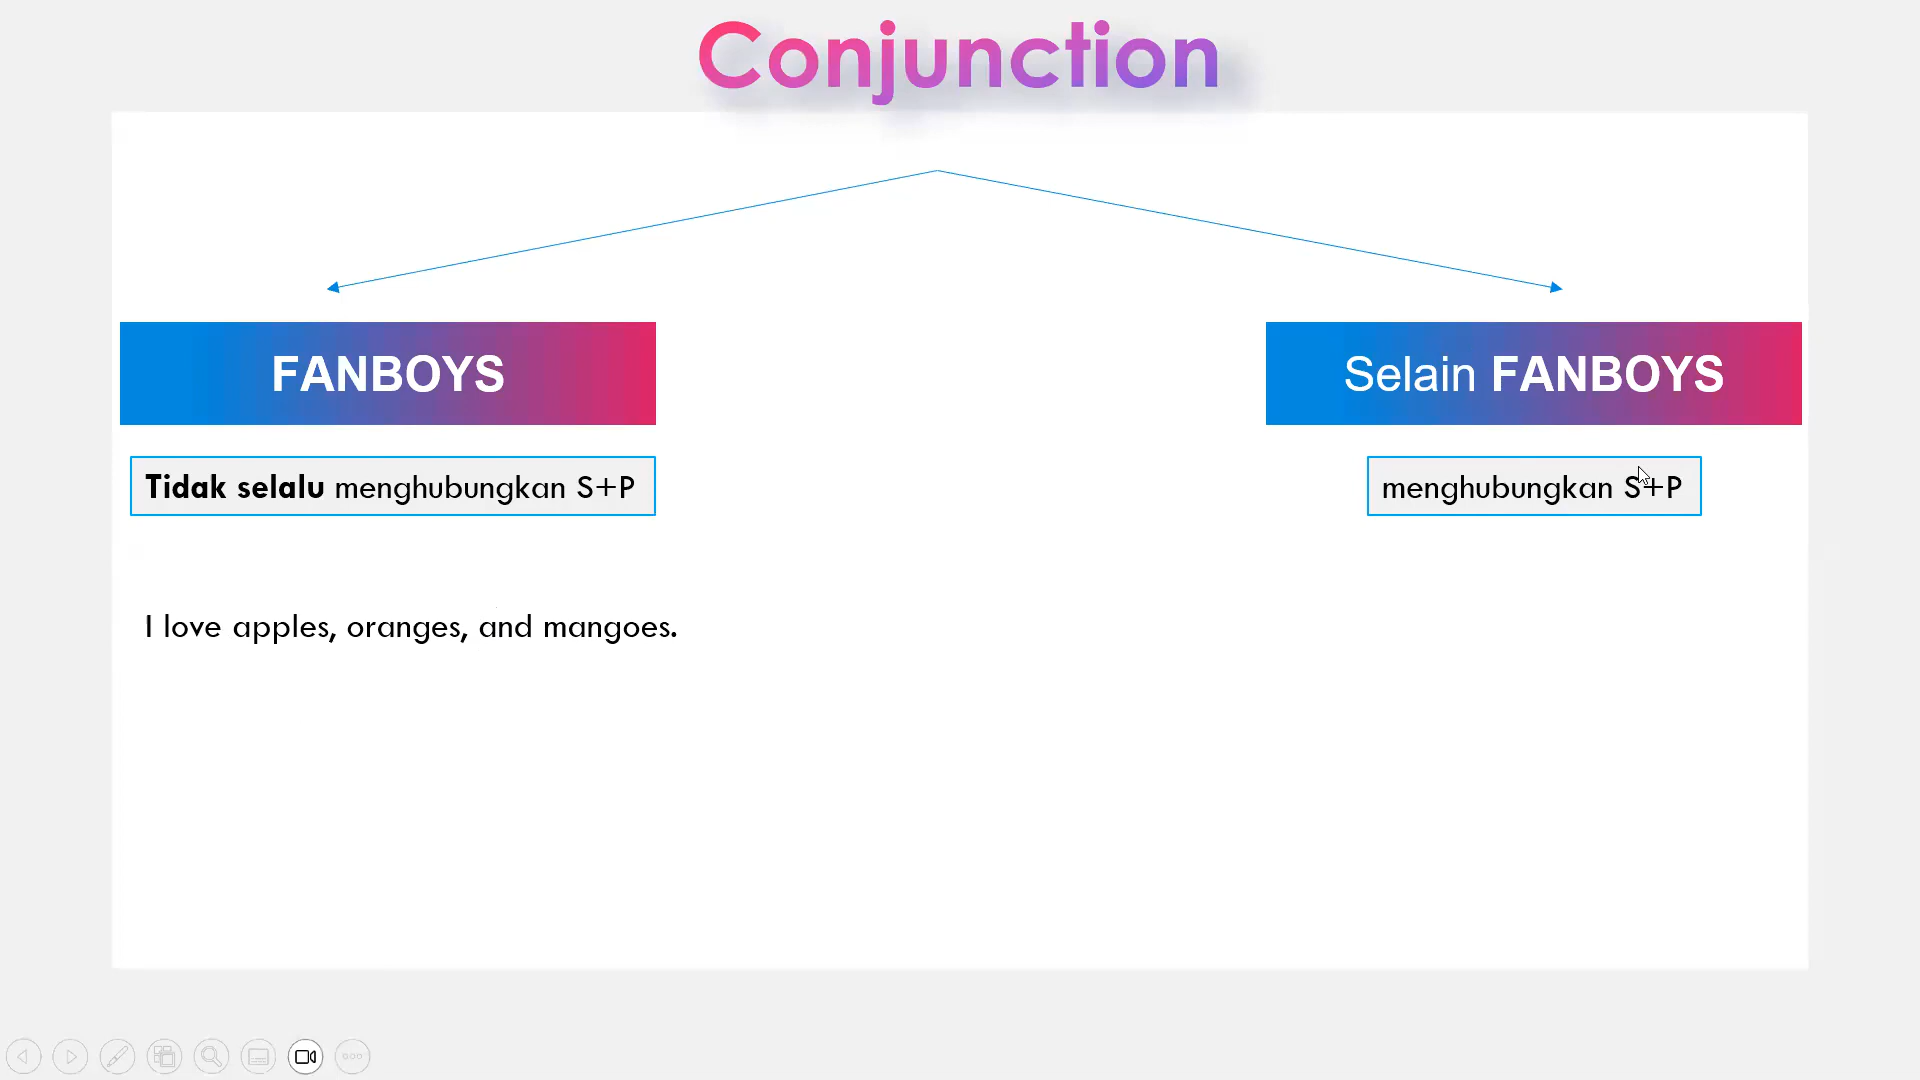 Conjunction
FANBOYS
Selain FANBOYS
Tidak selalu menghubungkan S+P
menghubungkan S+P
I love apples, oranges, and mangoes.